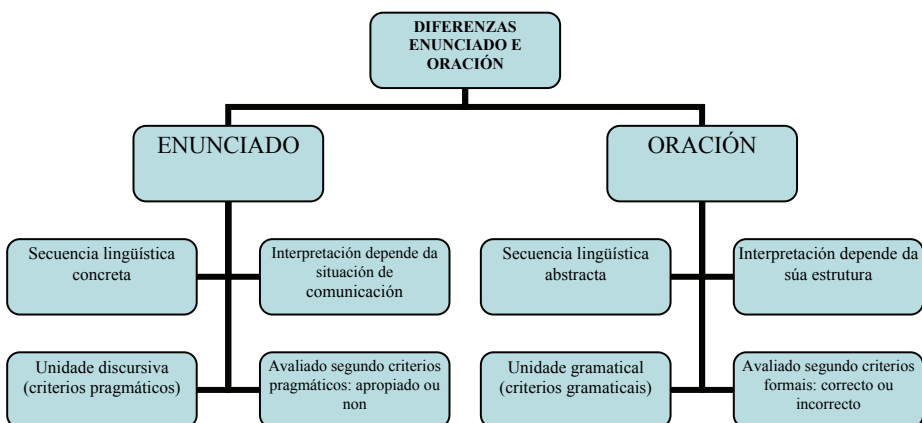 DIFERENZAS
ENUNCIADO E
ORACIÓN
ENUNCIADO
Secuencia lingüística
concreta
Interpretación depende da
situación de
comunicación
Unidade discursiva
(criterios pragmáticos)
Avaliado segundo criterios
pragmáticos: apropiado ou
non
ORACIÓN
Secuencia lingüística
abstracta
Interpretación depende da
súa estrutura
Unidade gramatical
(criterios gramaticais)
Avaliado segundo criterios
formais: correcto ou
incorrecto